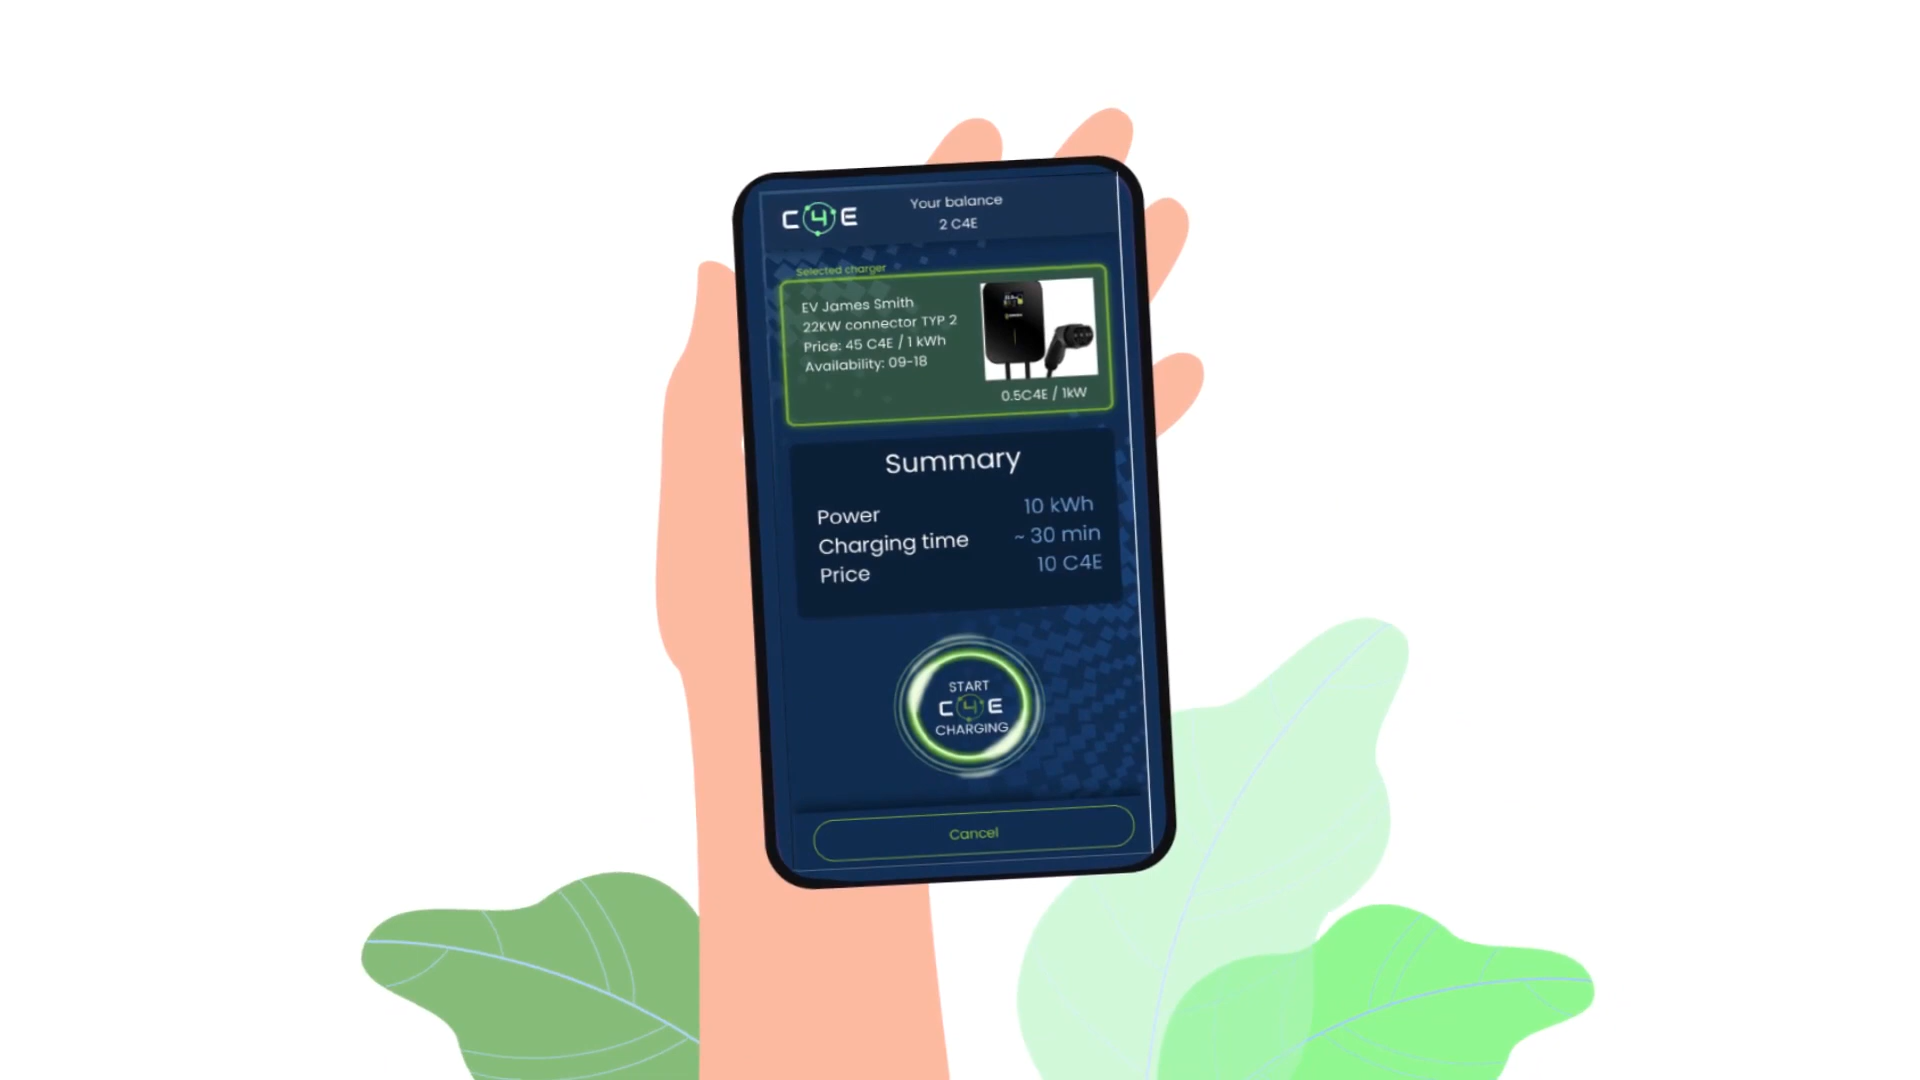 C4E
Your balance
2 C4E
Selected charger
EV James Smith
22KW connector TYP 2
Price: 45 C4E / 1 kWh
Availability: 09-18
0.5C4E / 1kW
Summary
Power 10 kWh
Charging time ~ 30 min
Price 10 C4E
START
C4E
CHARGING
Cancel